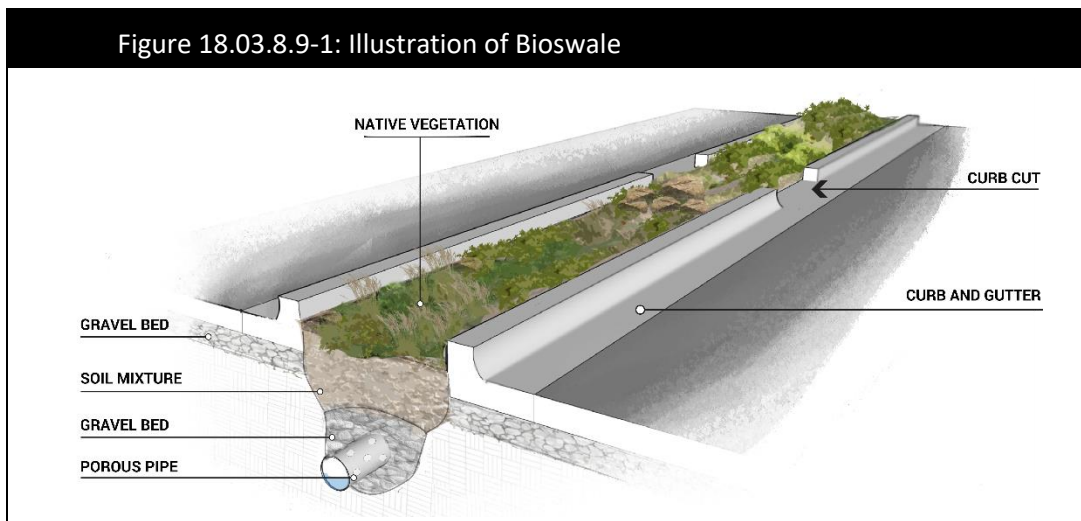 Figure 18.03.8.9-1: Illustration of Bioswale
NATIVE VEGETATION
CURB CUT
CURB AND GUTTER
GRAVEL BED
SOIL MIXTURE
GRAVEL BED
POROUS PIPE